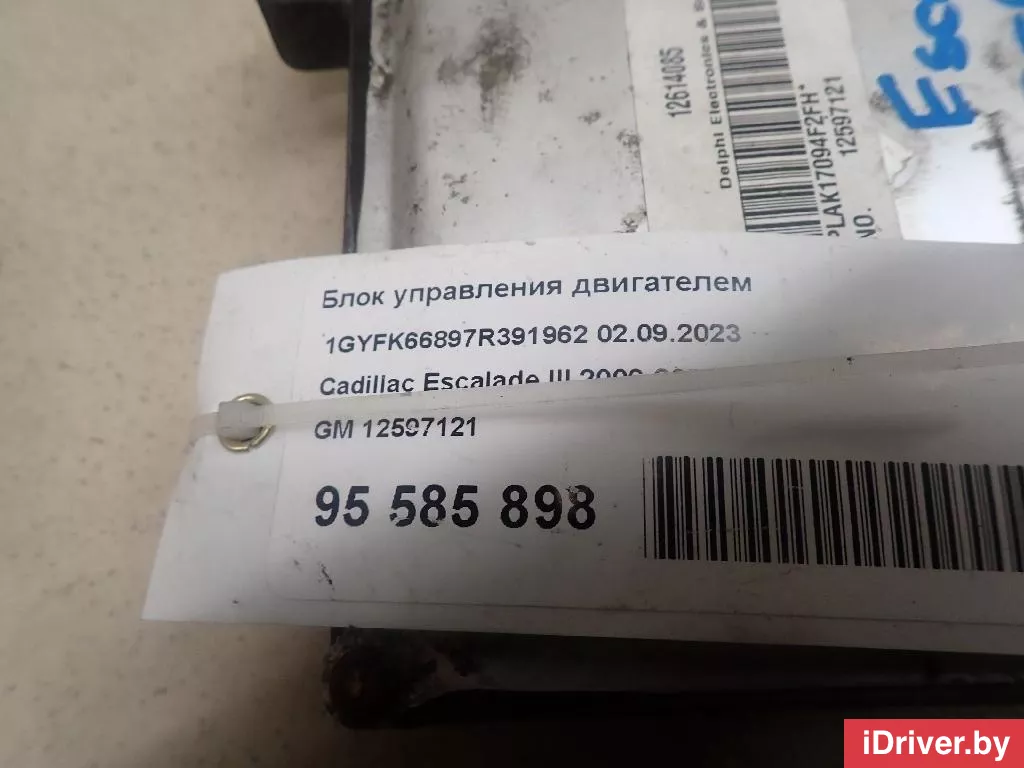 12614085
Delphi Electronics &
PLAK17094F2FH*
12597121
NO.
Блок управления двигателем
1GYFK66897R391962 02.09.2023
Cadillac Escalade III
GM 12597121
95 585 898
iDriver.by